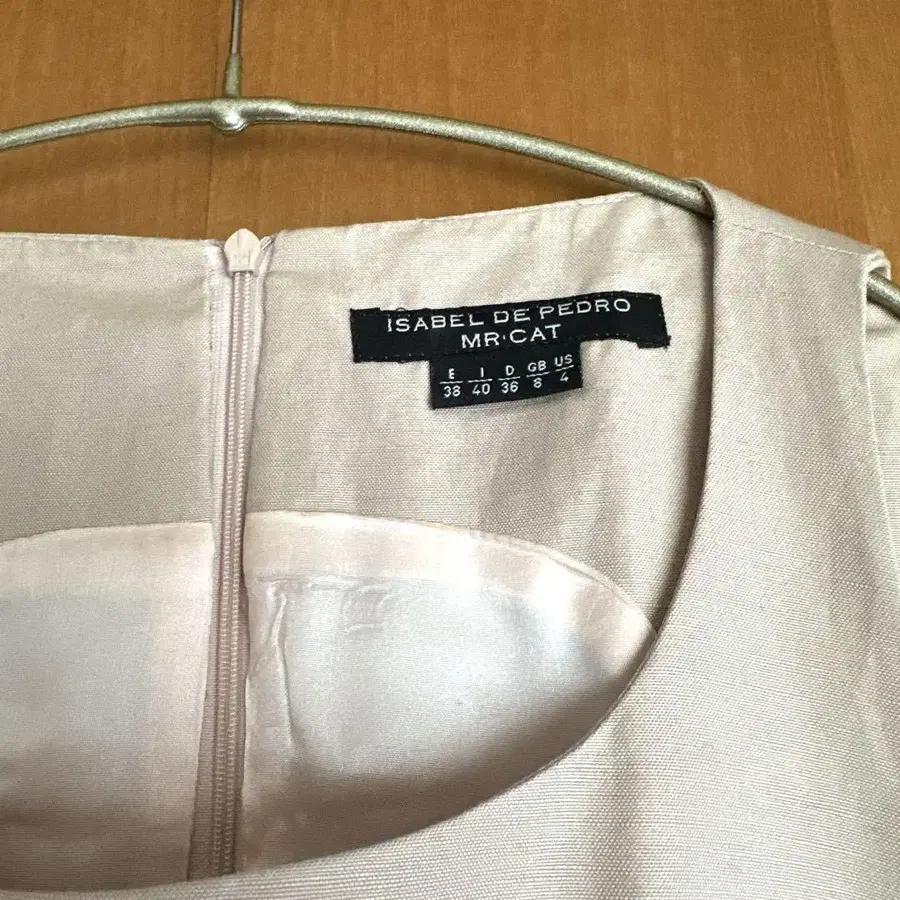 ISABEL DE PEDRO
MR·CAT
E I D GB US
38 40 36 8 4